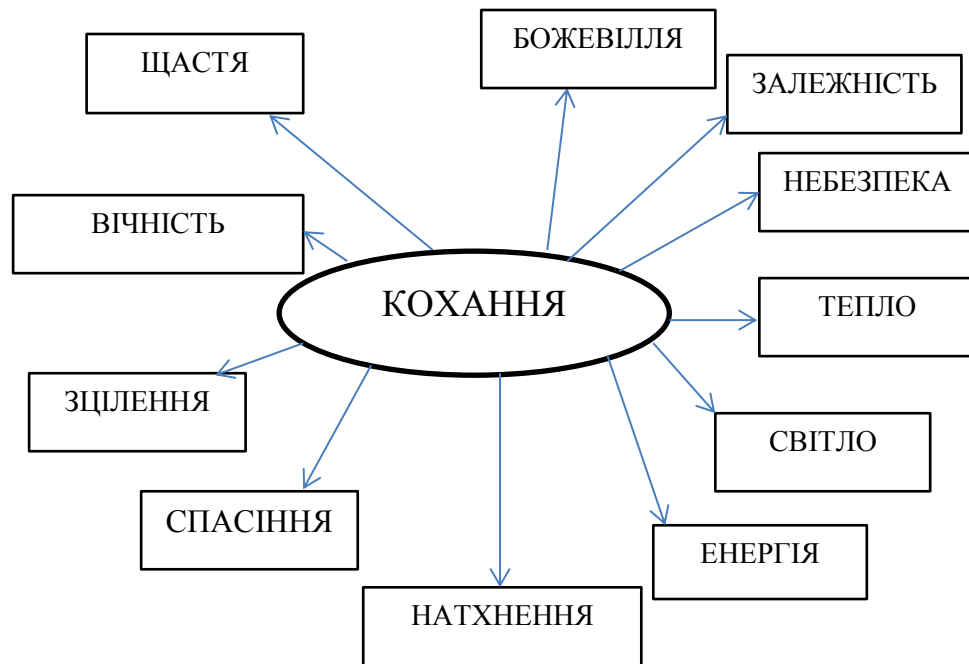 БОЖЕВІЛЛЯ
ЩАСТЯ
ЗАЛЕЖНІСТЬ
НЕБЕЗПЕКА
ВІЧНІСТЬ
КОХАННЯ
ТЕПЛО
ЗЦІЛЕННЯ
СВІТЛО
СПАСІННЯ
ЕНЕРГІЯ
НАТХНЕННЯ